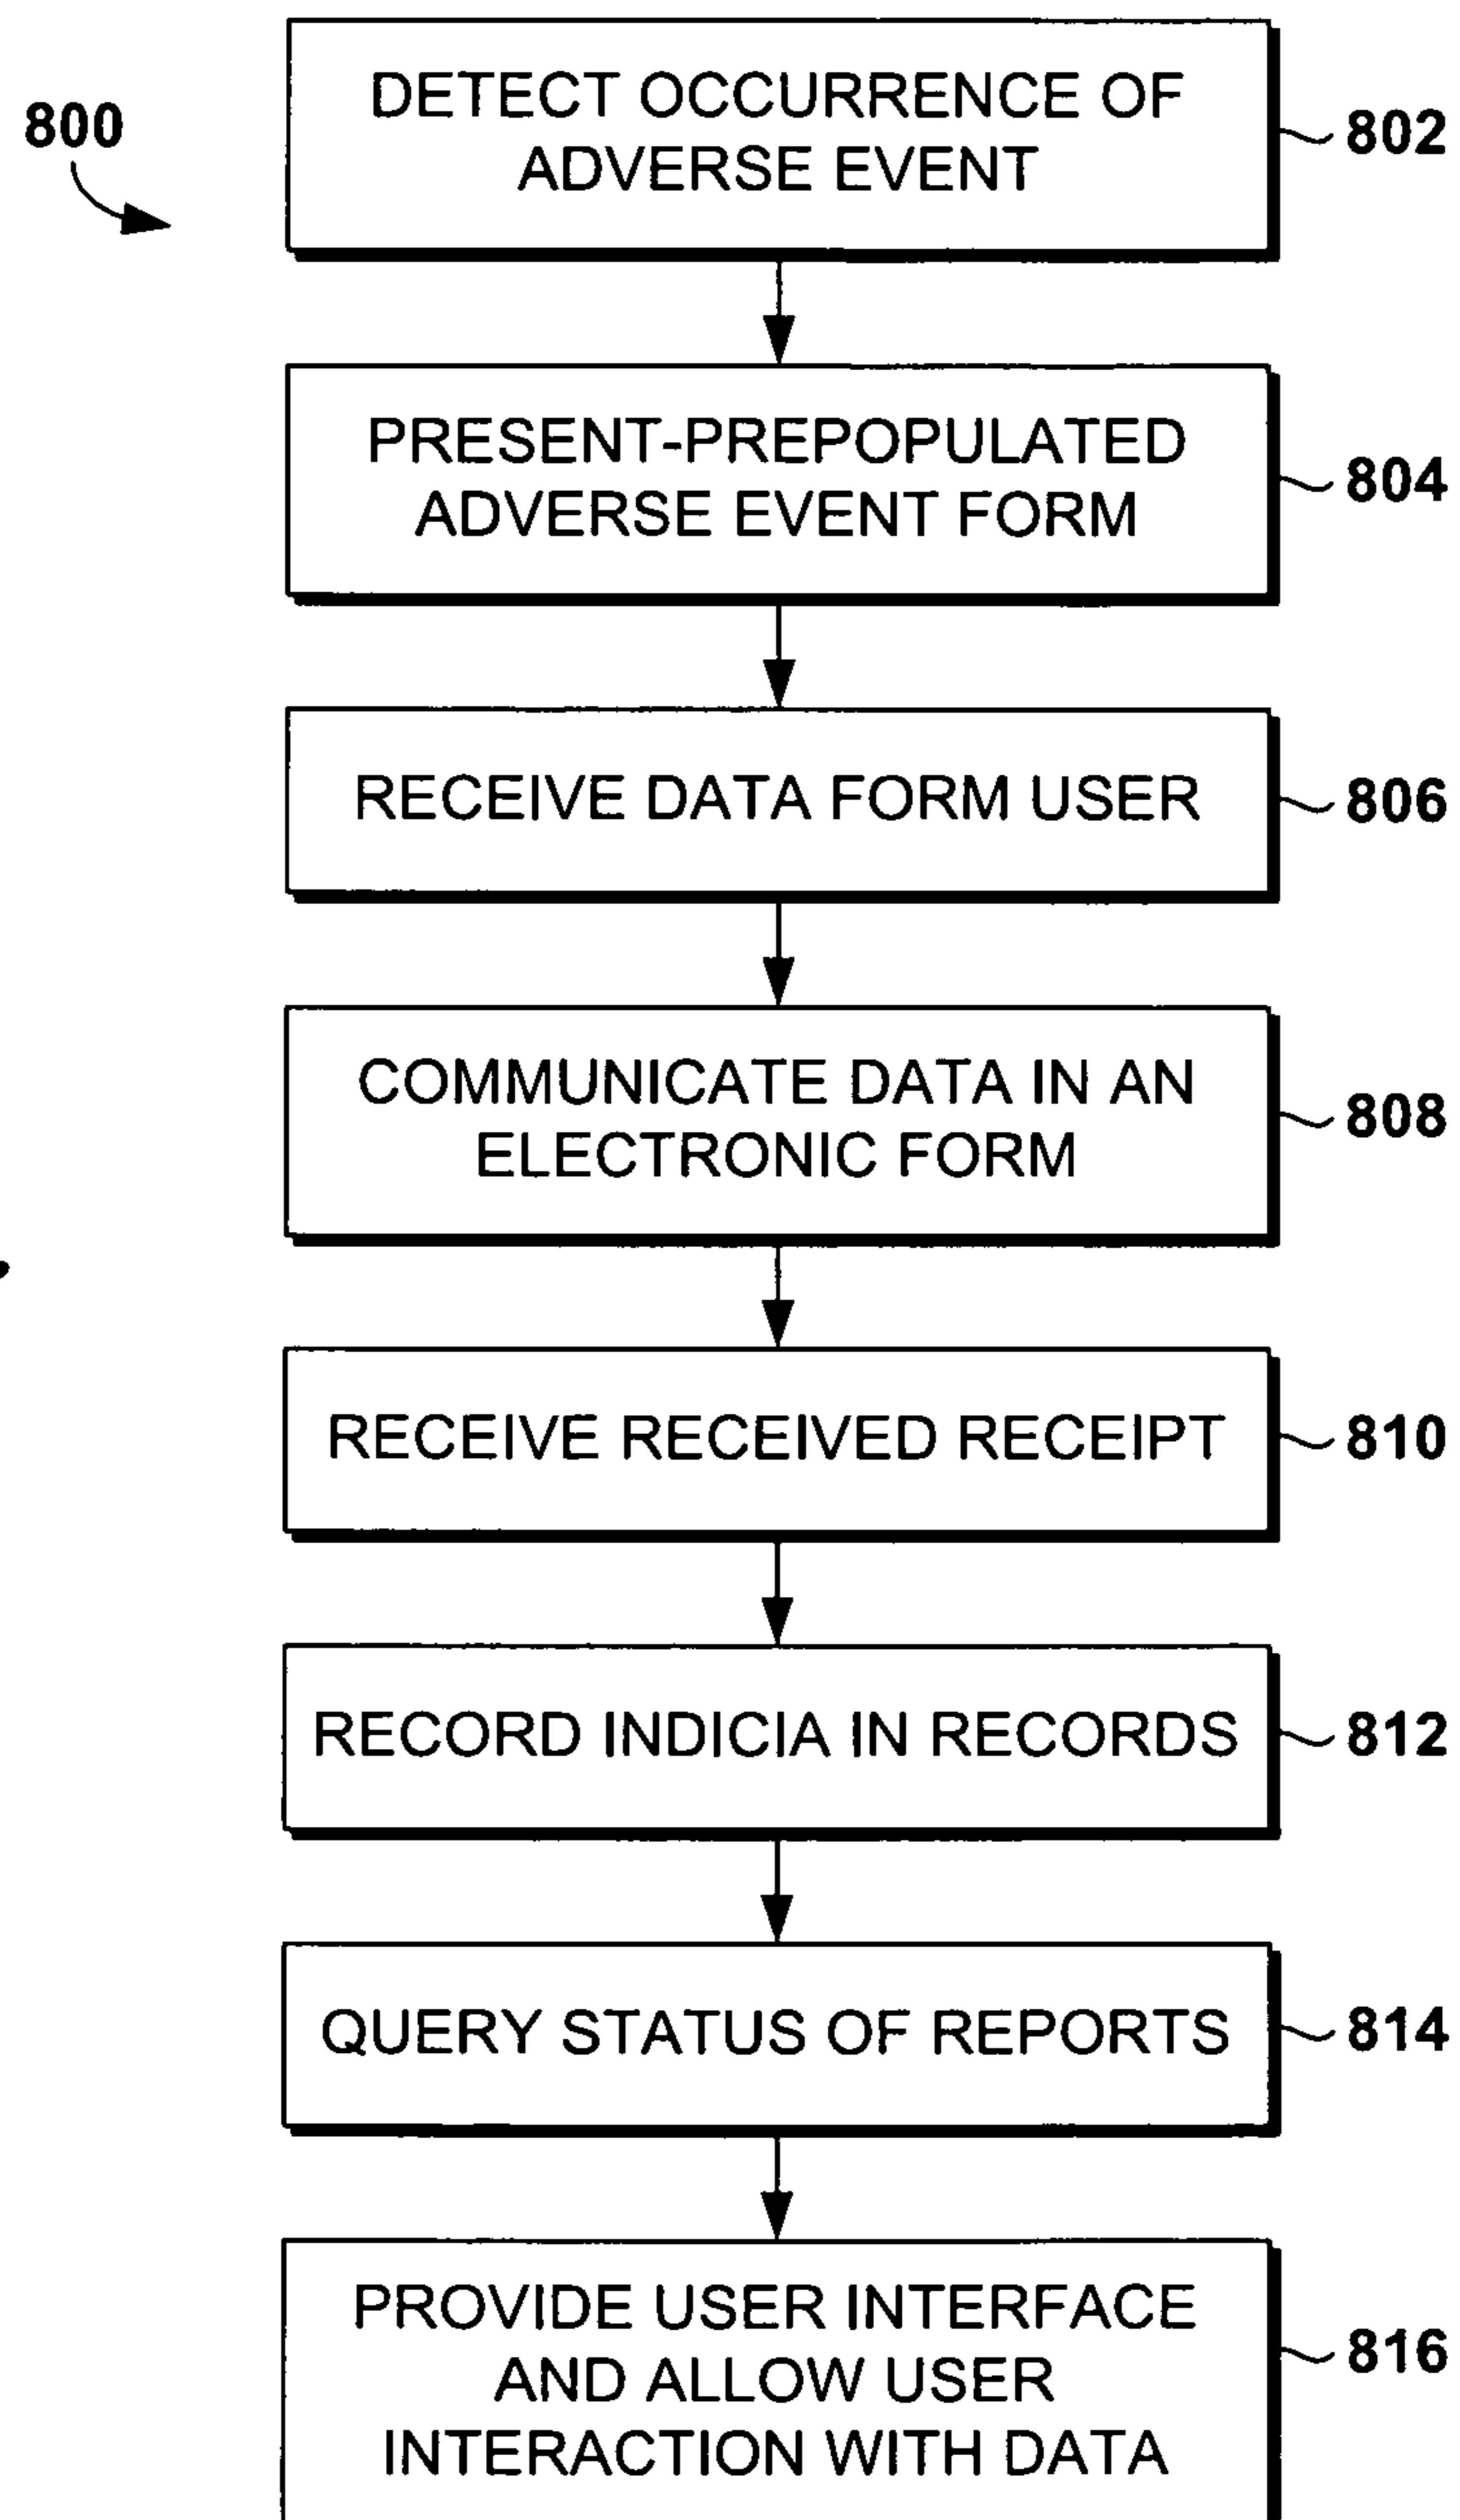 800
DETECT OCCURRENCE OF
ADVERSE EVENT
802
PRESENT-PREPOPULATED
ADVERSE EVENT FORM
804
RECEIVE DATA FORM USER
806
COMMUNICATE DATA IN AN
ELECTRONIC FORM
808
RECEIVE RECEIVED RECEIPT
810
RECORD INDICIA IN RECORDS
812
QUERY STATUS OF REPORTS
814
PROVIDE USER INTERFACE
AND ALLOW USER
INTERACTION WITH DATA
816